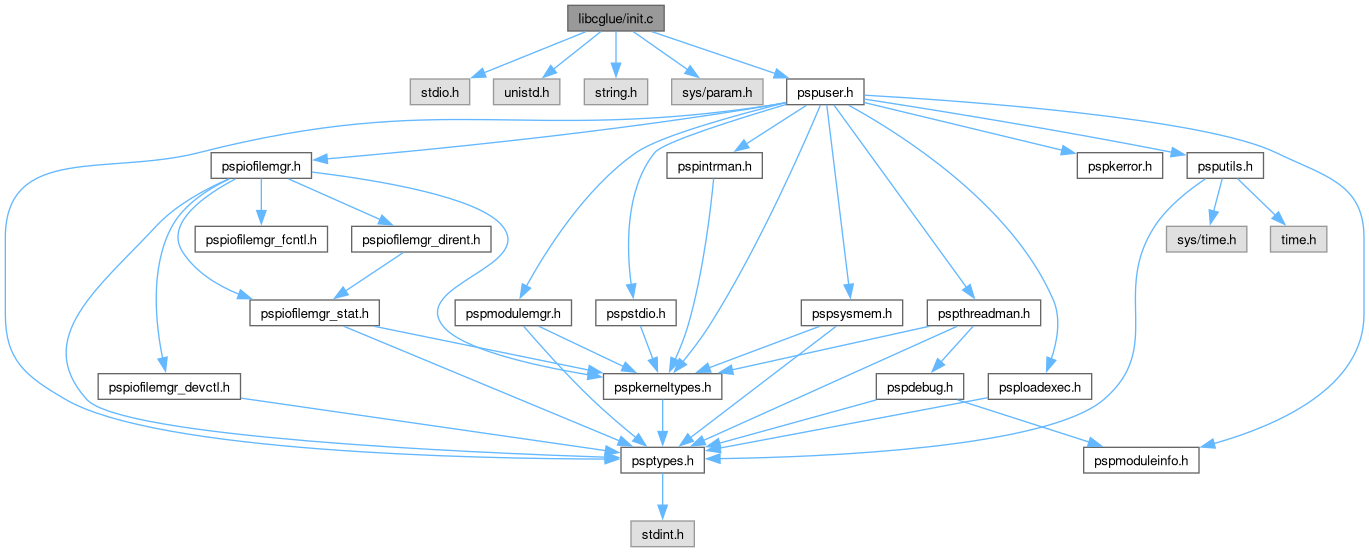 libcglue/init.c
stdio.h
unistd.h
string.h
sys/param.h
pspuser.h
pspiofilemgr.h
pspintrman.h
pspkerror.h
psputils.h
pspiofilemgr_fcntl.h
pspiofilemgr_dirent.h
sys/time.h
time.h
pspiofilemgr_stat.h
pspmodulemgr.h
pspstdio.h
pspsysmem.h
pspthreadman.h
pspiofilemgr_devctl.h
pspkerneltypes.h
pspdebug.h
psploadexec.h
psptypes.h
pspmoduleinfo.h
stdint.h